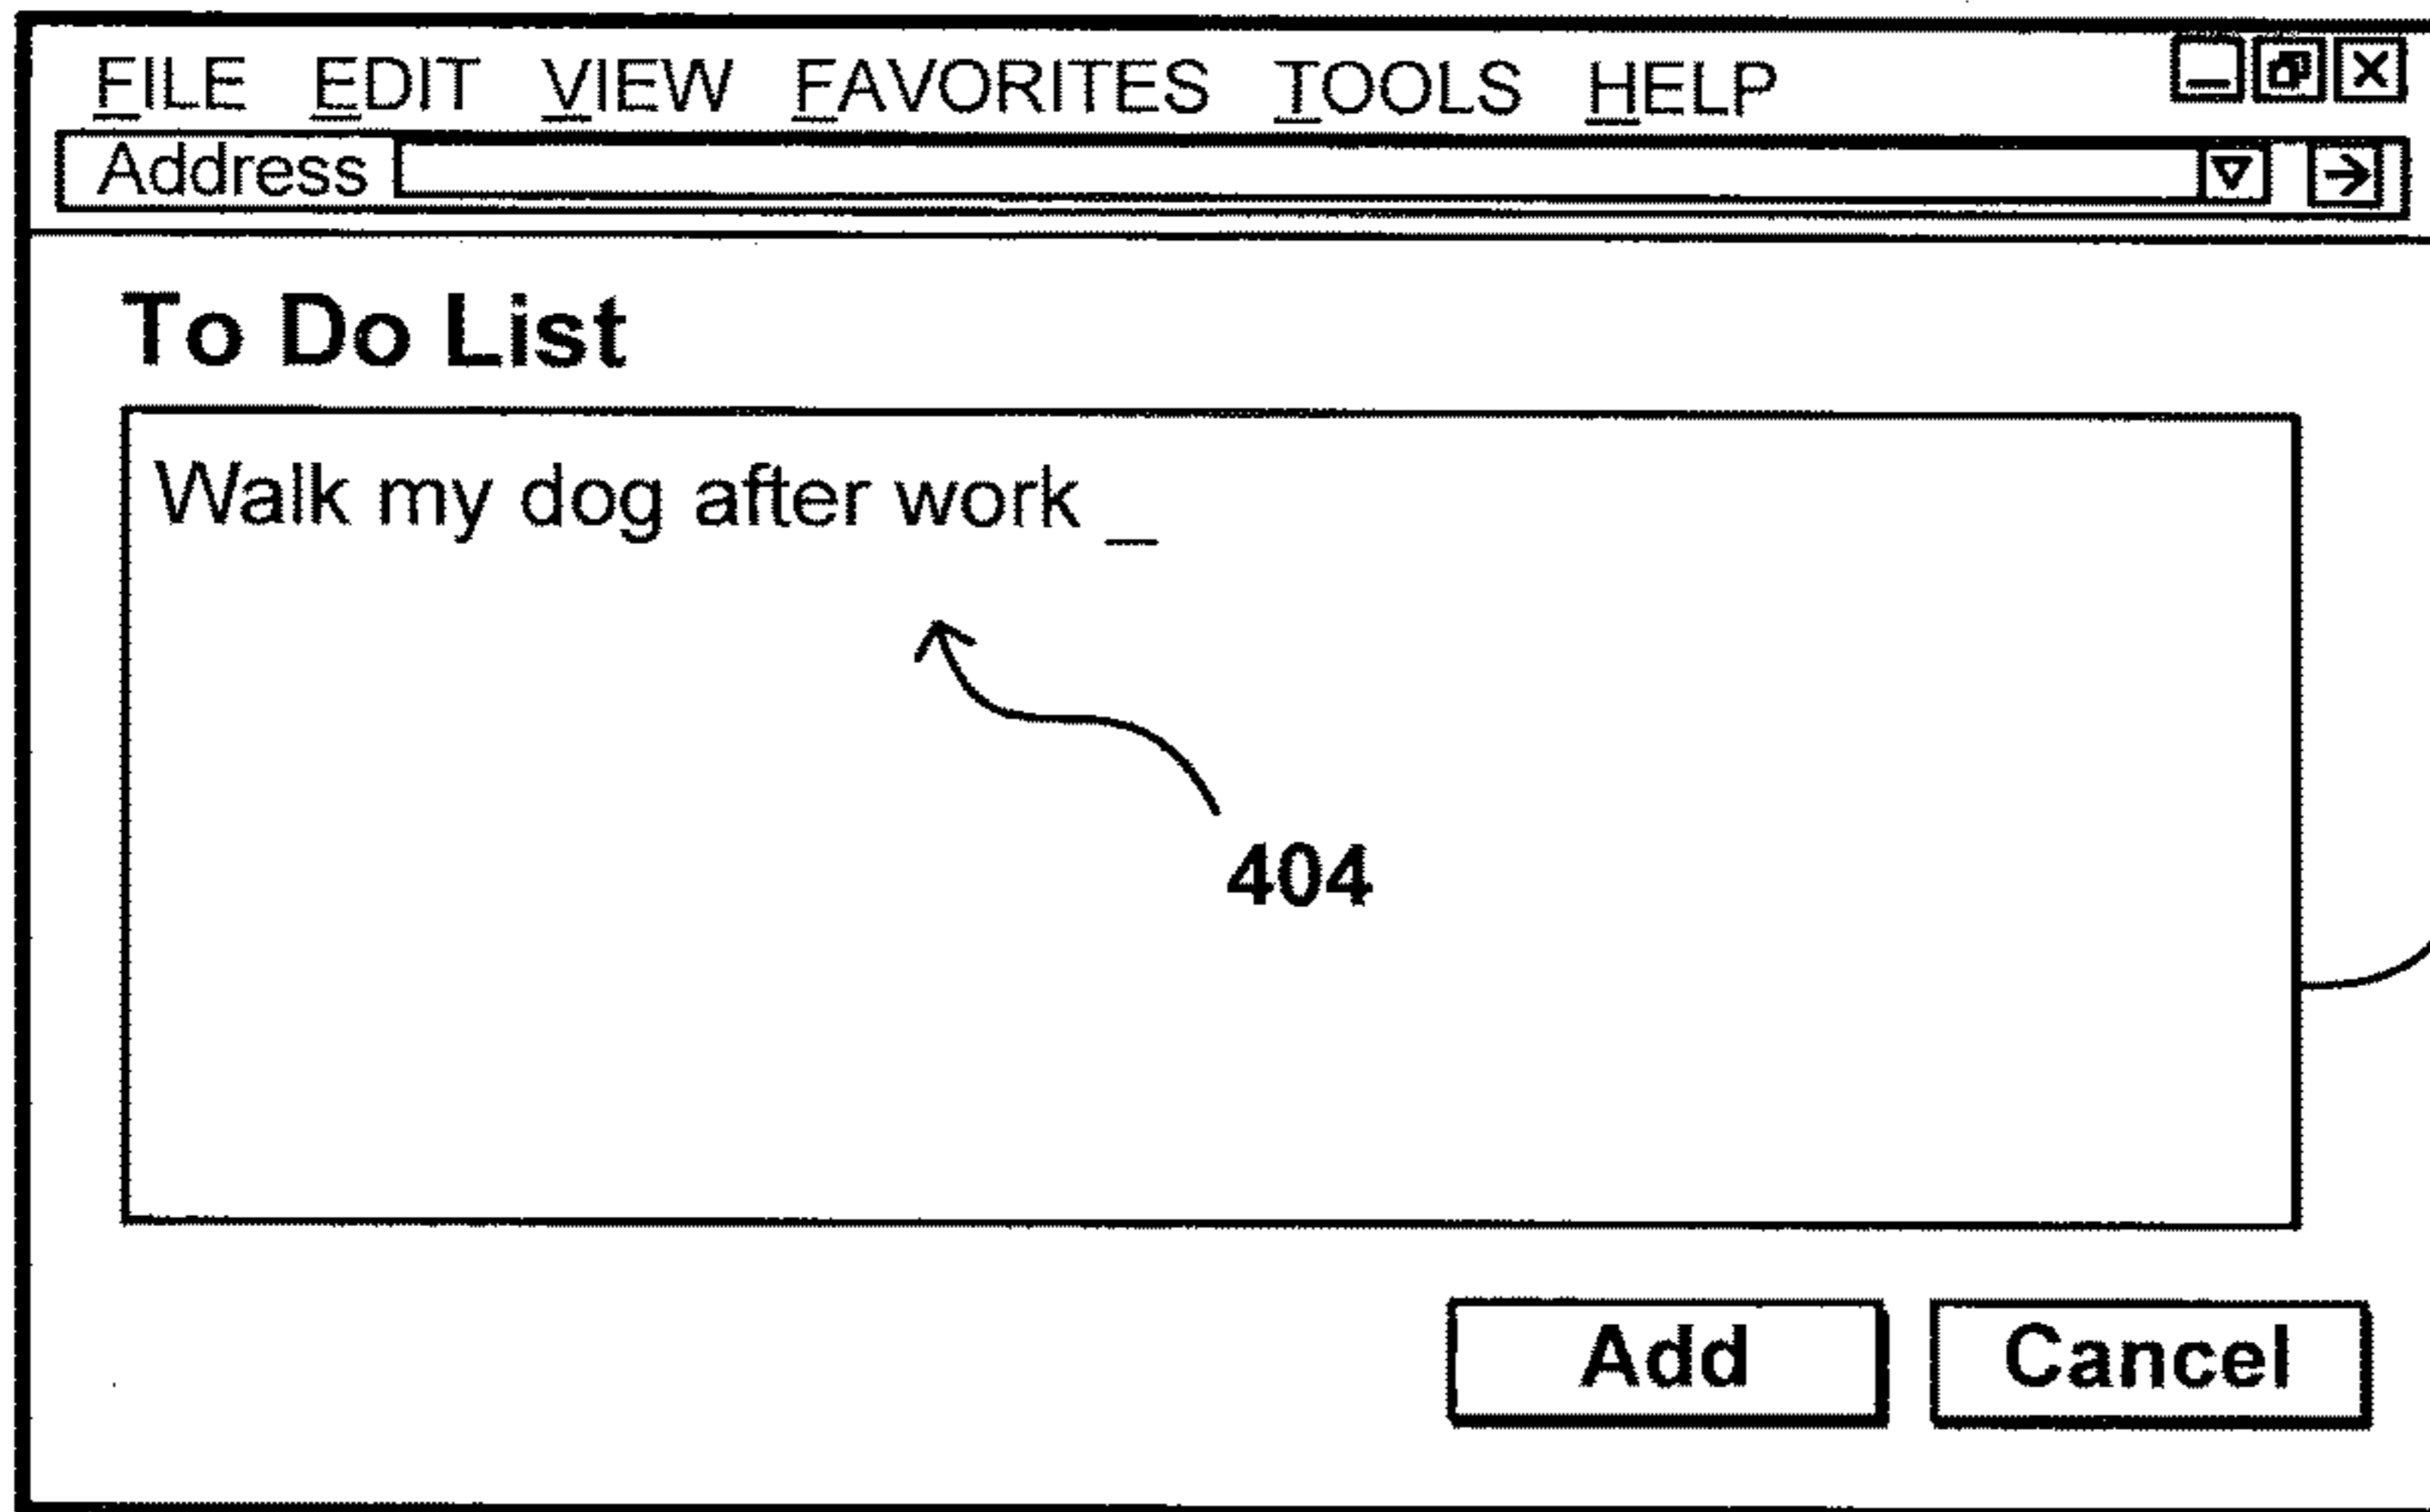 FILE EDIT VIEW FAVORITES TOOLS HELP
Address
To Do List
Walk my dog after work _
404
Add Cancel